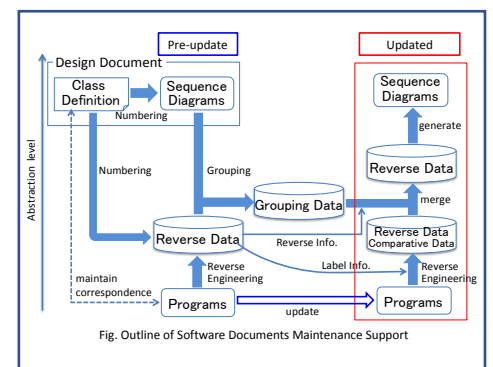 Pre-update
Updated
Design Document
Class
Definition
Sequence
Diagrams
Numbering
Sequence
Diagrams
generate
Abstraction level
Numbering
Grouping
Reverse Data
Grouping Data
merge
Reverse Data
Reverse Info.
Reverse Data
Comparative Data
Label Info.
Reverse
Engineering
Reverse
Engineering
maintain
correspondence
Programs
update
Programs
Fig. Outline of Software Documents Maintenance Support